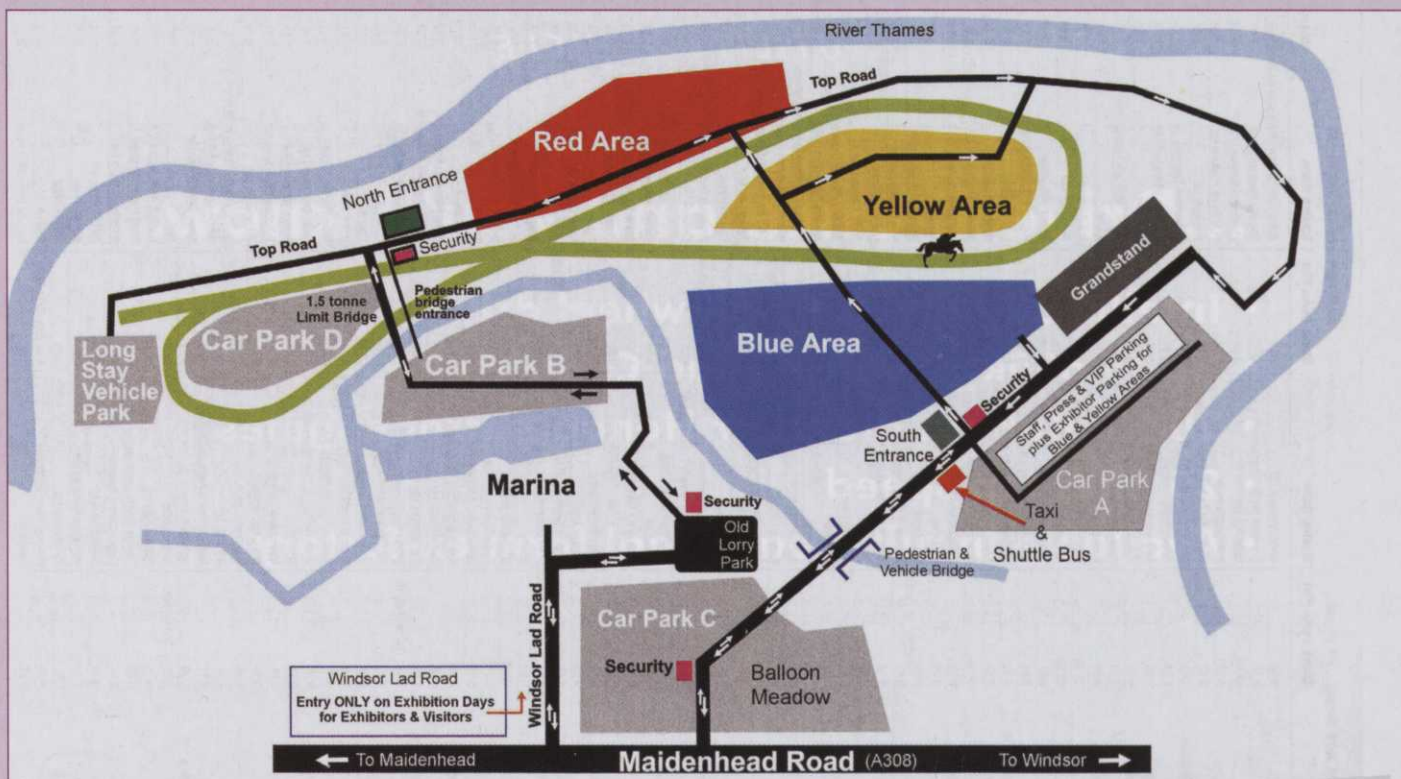 River Thames
Top Road
Red Area
North Entrance
Yellow Area
Top Road
Security
Grandstand
1.5 tonne
Limit Bridge
Pedestrian
bridge
entrance
Blue Area
Car Park D
Long
Stay
Vehicle
Park
Car Park B
Security
Staff, Press & VIP Parking
plus Exhibitor Parking for
Blue & Yellow Areas
South
Entrance
Car Park
A
Marina
Security
Taxi
&
Shuttle Bus
Old
Lorry
Park
Pedestrian &
Vehicle Bridge
Windsor Lad Road
Car Park C
Security
Balloon
Meadow
Windsor Lad Road
Entry ONLY on Exhibition Days
for Exhibitors & Visitors
To Maidenhead
Maidenhead Road (A308)
To Windsor